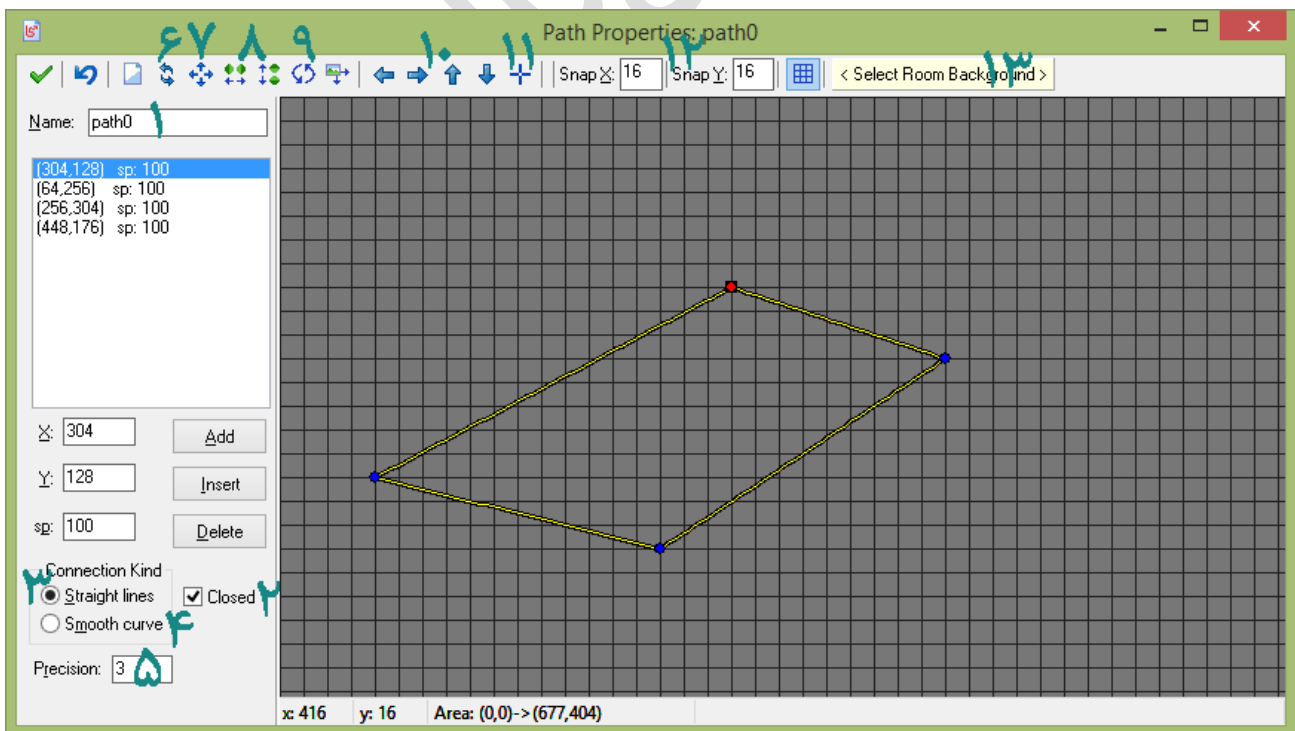 Path Properties: path0
۶ ۷ ۸ ۹ ۱۰ ۱۱ ۱۲ ۱۳
Snap X: 16 Snap Y: 16 < Select Room Background >
Name: path0 ۱
(304,128) sp: 100
(64,256) sp: 100
(256,304) sp: 100
(448,176) sp: 100
X: 304 Add
Y: 128 Insert
sp: 100 Delete
Connection Kind
۳ Straight lines Closed ۲
Smooth curve ۴
Precision: 3 ۵
x: 416 y: 16 Area: (0,0)->(677,404)